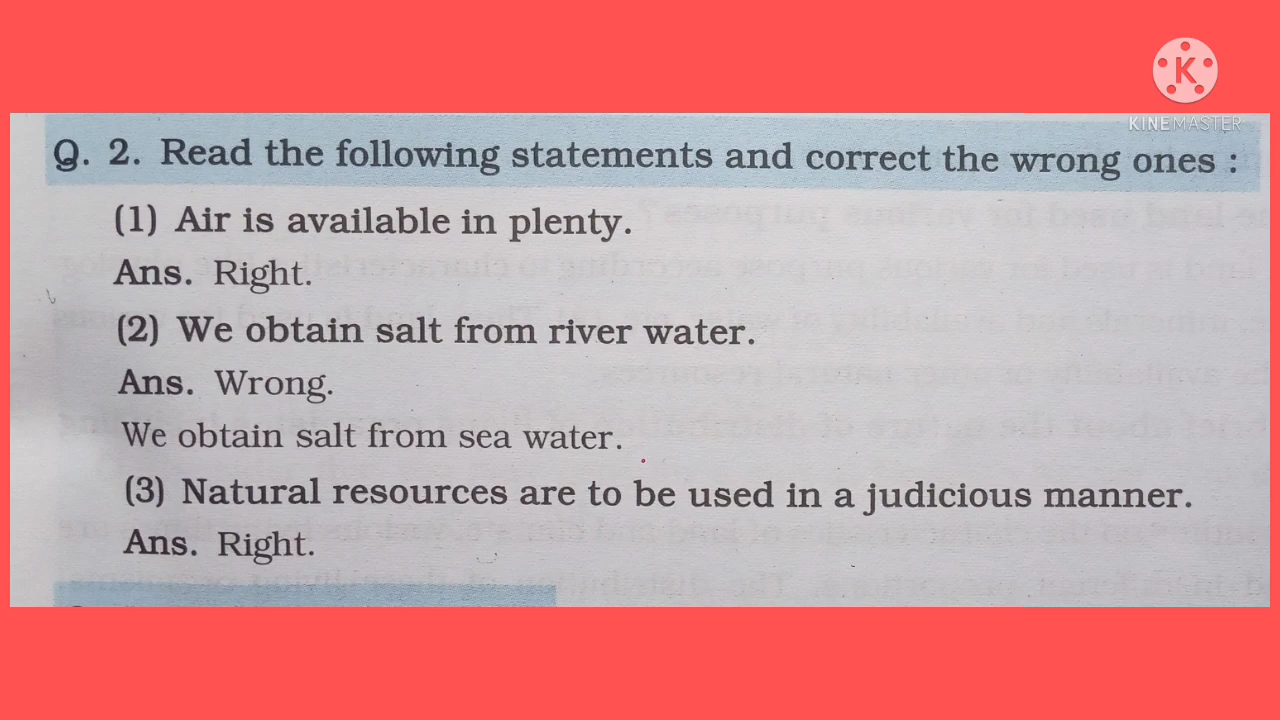 K
KINEMASTER
Q. 2. Read the following statements and correct the wrong ones :
(1) Air is available in plenty.
Ans. Right.
(2) We obtain salt from river water.
Ans. Wrong.
We obtain salt from sea water.
(3) Natural resources are to be used in a judicious manner.
Ans. Right.